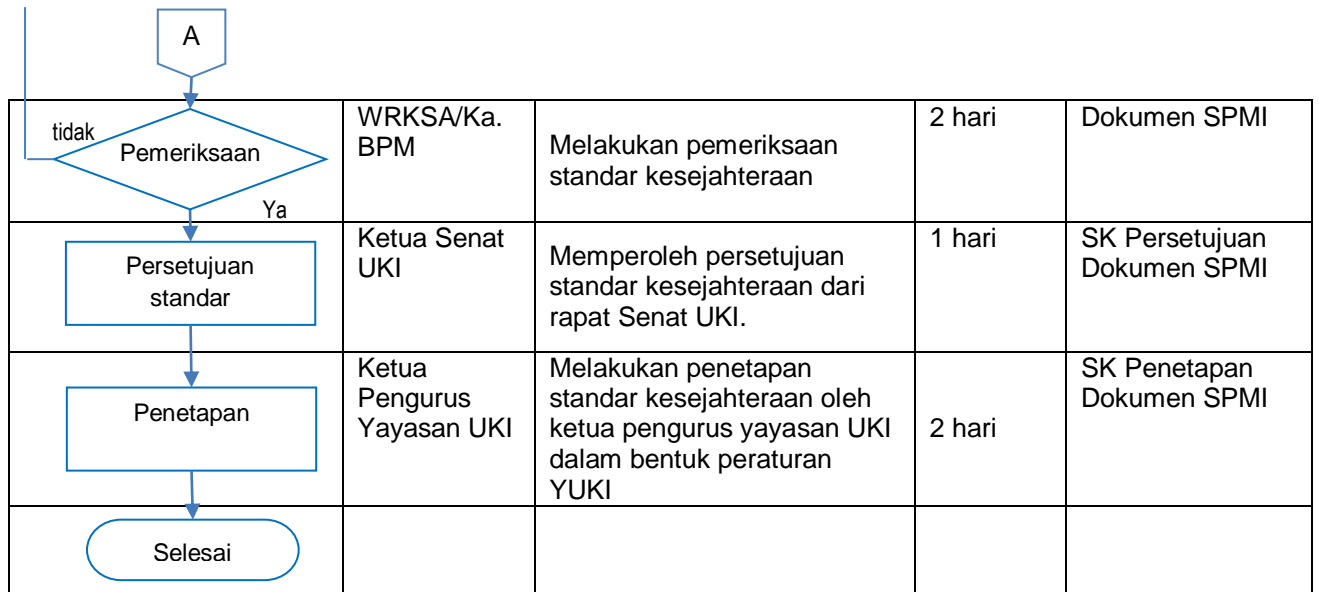 A
tidak
Pemeriksaan
Ya
WRKSA/Ka.
BPM
Melakukan pemeriksaan
standar kesejahteraan
2 hari
Dokumen SPMI
Persetujuan
standar
Ketua Senat
UKI
Memperoleh persetujuan
standar kesejahteraan dari
rapat Senat UKI.
1 hari
SK Persetujuan
Dokumen SPMI
Penetapan
Ketua
Pengurus
Yayasan UKI
Melakukan penetapan
standar kesejahteraan oleh
ketua pengurus yayasan UKI
dalam bentuk peraturan
YUKI
2 hari
SK Penetapan
Dokumen SPMI
Selesai